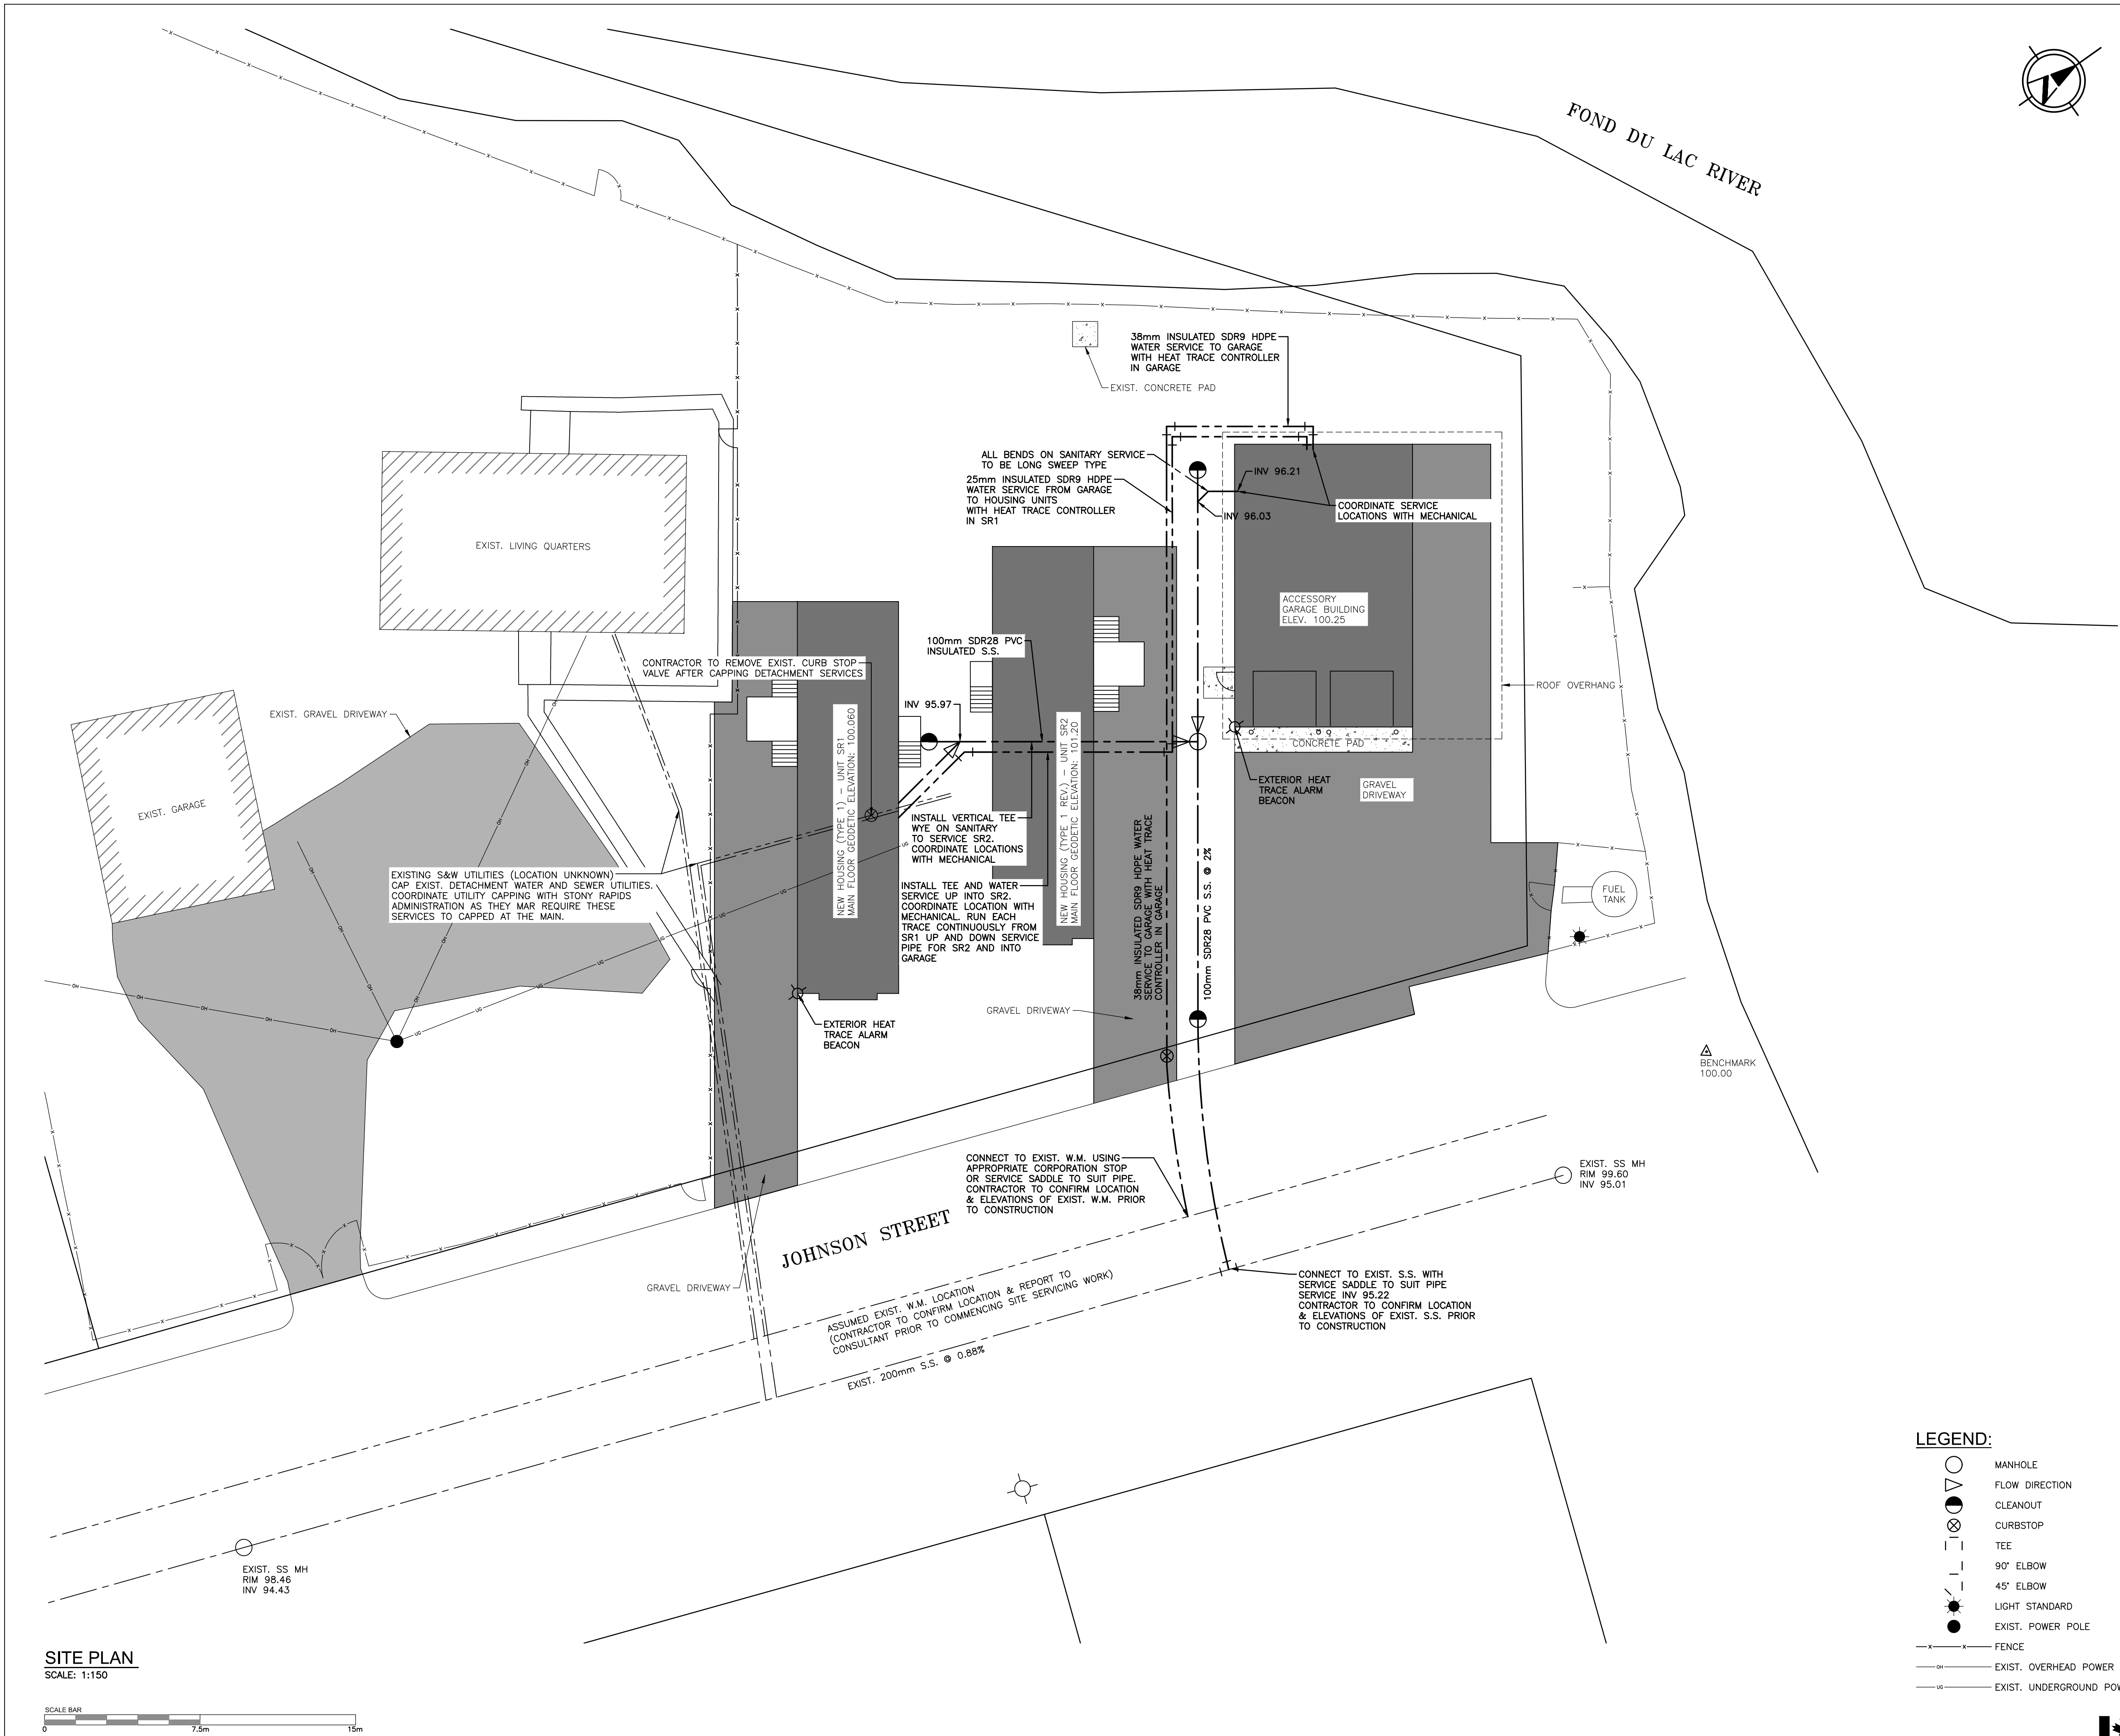 FOND DU LAC RIVER
38mm INSULATED SDR9 HDPE
WATER SERVICE TO GARAGE
WITH HEAT TRACE CONTROLLER
IN GARAGE
EXIST. CONCRETE PAD
ALL BENDS ON SANITARY SERVICE
TO BE LONG SWEEP TYPE
25mm INSULATED SDR9 HDPE
WATER SERVICE FROM GARAGE
TO HOUSING UNITS
WITH HEAT TRACE CONTROLLER
IN SR1
INV 96.21
INV 96.03
COORDINATE SERVICE
LOCATIONS WITH MECHANICAL
EXIST. LIVING QUARTERS
ACCESSORY
GARAGE BUILDING
ELEV. 100.25
100mm SDR28 PVC
INSULATED S.S.
CONTRACTOR TO REMOVE EXIST. CURB STOP
VALVE AFTER CAPPING DETACHMENT SERVICES
ROOF OVERHANG
EXIST. GRAVEL DRIVEWAY
INV 95.97
NEW HOUSING (TYPE 1) – UNIT SR1
MAIN FLOOR GEODETIC ELEVATION: 100.060
NEW HOUSING (TYPE 1 REV.) – UNIT SR2
MAIN FLOOR GEODETIC ELEVATION: 101.20
CONCRETE PAD
EXTERIOR HEAT
TRACE ALARM
BEACON
GRAVEL
DRIVEWAY
EXIST. GARAGE
INSTALL VERTICAL TEE
WYE ON SANITARY
TO SERVICE SR2.
COORDINATE LOCATIONS
WITH MECHANICAL
38mm INSULATED SDR9 HDPE WATER
SERVICE TO GARAGE WITH HEAT TRACE
CONTROLLER IN GARAGE
100mm SDR28 PVC S.S. @ 2%
EXISTING S&W UTILITIES (LOCATION UNKNOWN)
CAP EXIST. DETACHMENT WATER AND SEWER UTILITIES.
COORDINATE UTILITY CAPPING WITH STONY RAPIDS
ADMINISTRATION AS THEY MAR REQUIRE THESE
SERVICES TO CAPPED AT THE MAIN.
INSTALL TEE AND WATER
SERVICE UP INTO SR2.
COORDINATE LOCATION WITH
MECHANICAL. RUN EACH
TRACE CONTINUOUSLY FROM
SR1 UP AND DOWN SERVICE
PIPE FOR SR2 AND INTO
GARAGE
FUEL
TANK
GRAVEL DRIVEWAY
EXTERIOR HEAT
TRACE ALARM
BEACON
BENCHMARK
100.00
CONNECT TO EXIST. W.M. USING
APPROPRIATE CORPORATION STOP
OR SERVICE SADDLE TO SUIT PIPE.
CONTRACTOR TO CONFIRM LOCATION
& ELEVATIONS OF EXIST. W.M. PRIOR
TO CONSTRUCTION
EXIST. SS MH
RIM 99.60
INV 95.01
JOHNSON STREET
GRAVEL DRIVEWAY
ASSUMED EXIST. W.M. LOCATION
(CONTRACTOR TO CONFIRM LOCATION & REPORT TO
CONSULTANT PRIOR TO COMMENCING SITE SERVICING WORK)
CONNECT TO EXIST. S.S. WITH
SERVICE SADDLE TO SUIT PIPE
SERVICE INV 95.22
CONTRACTOR TO CONFIRM LOCATION
& ELEVATIONS OF EXIST. S.S. PRIOR
TO CONSTRUCTION
EXIST. 200mm S.S. @ 0.88%
EXIST. SS MH
RIM 98.46
INV 94.43
LEGEND:
MANHOLE
FLOW DIRECTION
CLEANOUT
CURBSTOP
TEE
90° ELBOW
45° ELBOW
LIGHT STANDARD
EXIST. POWER POLE
FENCE
EXIST. OVERHEAD POWER
EXIST. UNDERGROUND
SITE PLAN
SCALE: 1:150
SCALE BAR
0 7.5m 15m